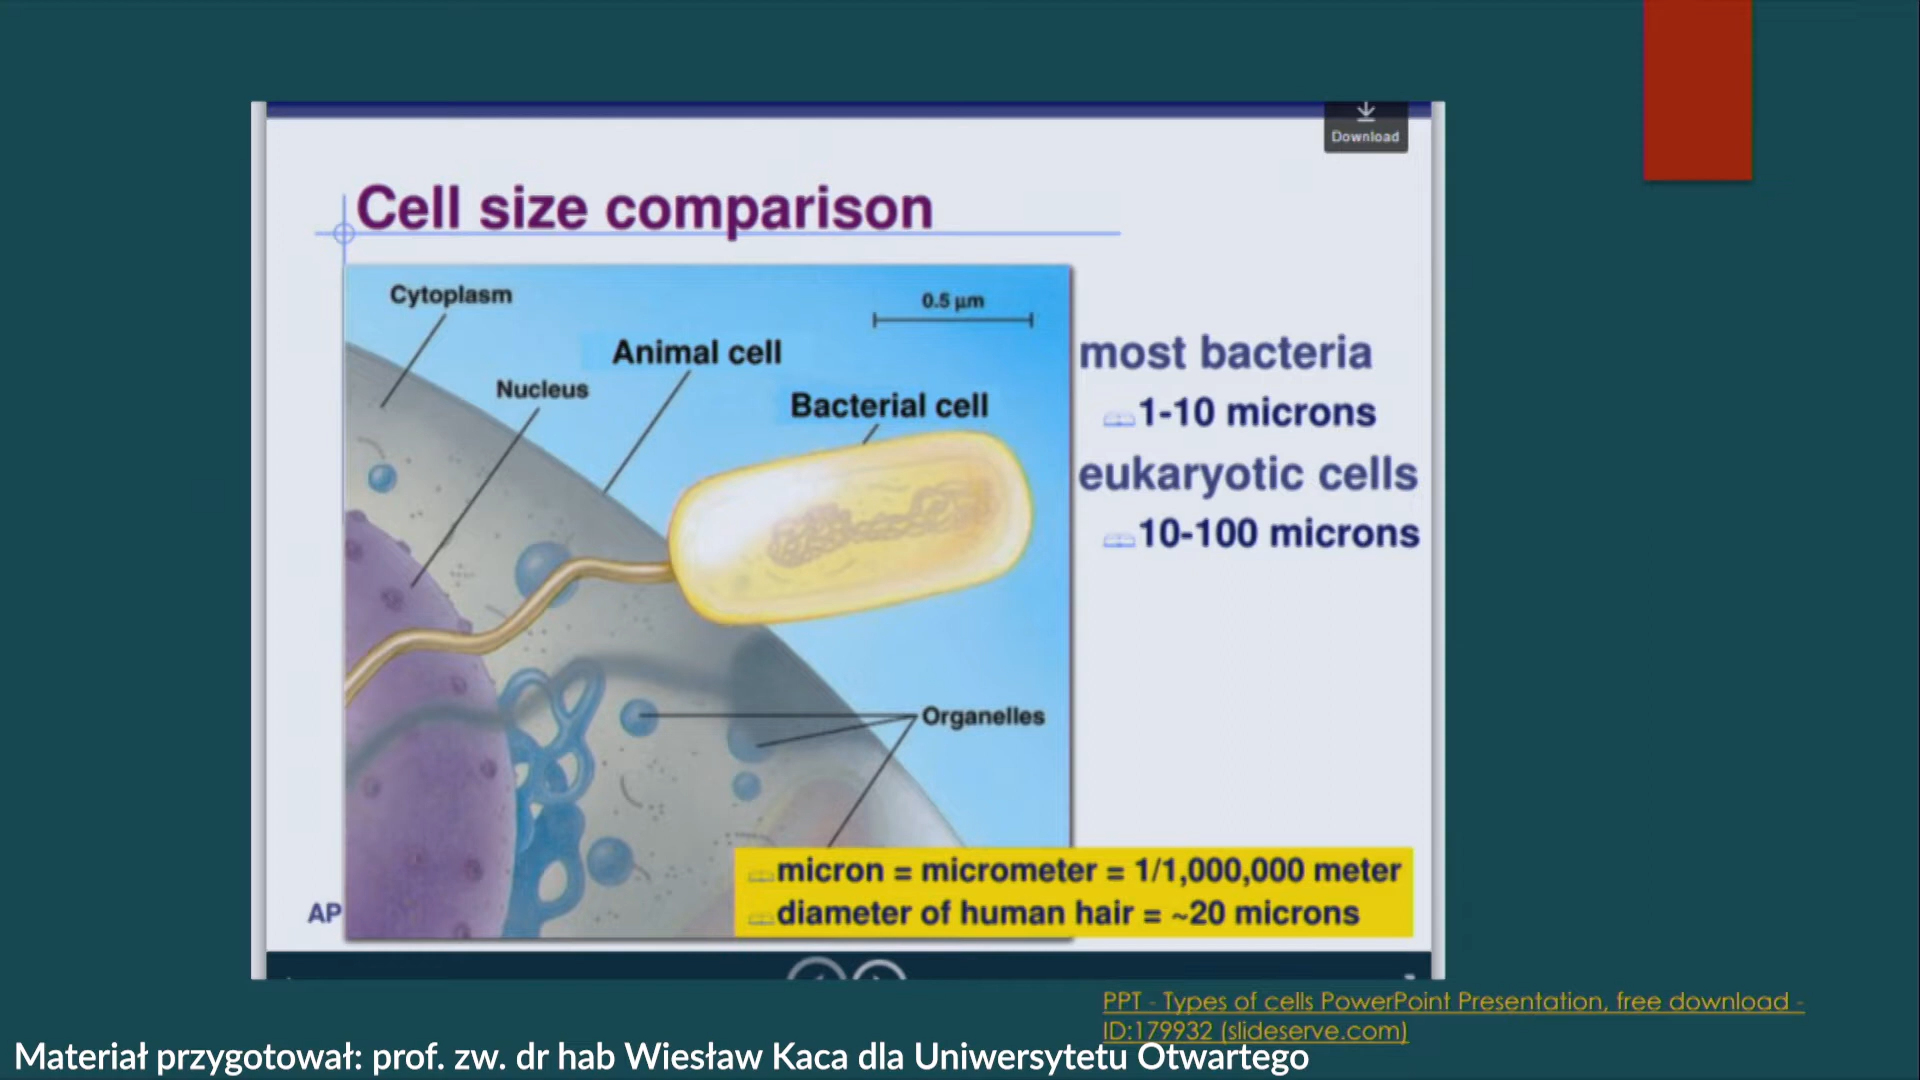 Download
Cell size comparison
Cytoplasm
0.5 µm
Animal cell
Nucleus
Bacterial cell
most bacteria
1-10 microns
eukaryotic cells
10-100 microns
Organelles
micron = micrometer = 1/1,000,000 meter
diameter of human hair = ~20 microns
AP
PPT - Types of cells PowerPoint Presentation, free download -
ID:179932 (slideserve.com)
Materiał przygotował: prof. zw. dr hab Wiesław Kaca dla Uniwersytetu Otwartego